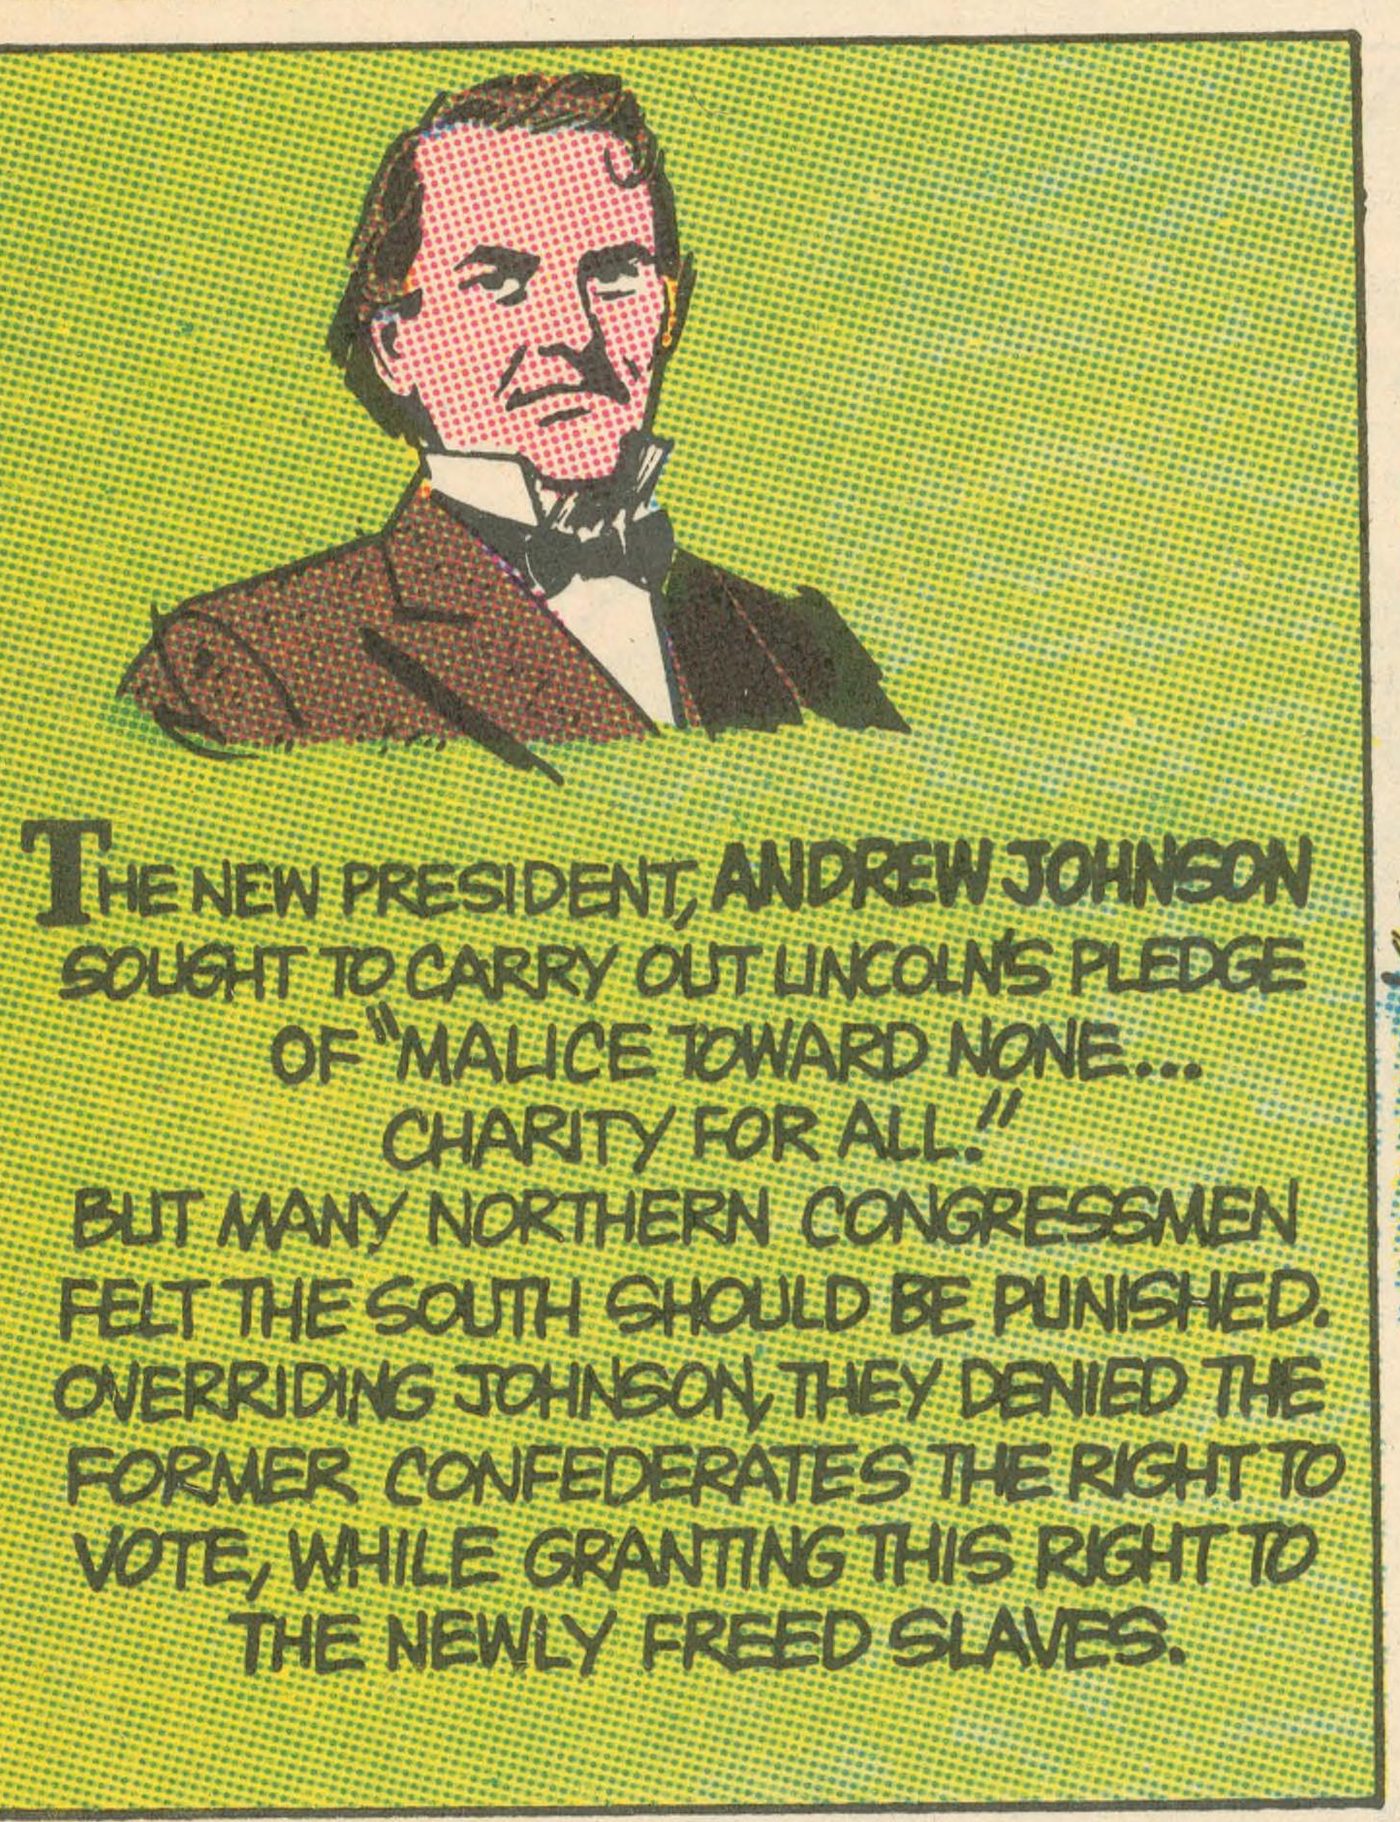 THE NEW PRESIDENT, ANDREW JOHNSON
SOUGHT TO CARRY OUT LINCOLN'S PLEDGE
OF "MALICE TOWARD NONE...
CHARITY FOR ALL."
BUT MANY NORTHERN CONGRESSMEN
FELT THE SOUTH SHOULD BE PUNISHED.
OVERRIDING JOHNSON, THEY DENIED THE
FORMER CONFEDERATES THE RIGHT TO
VOTE, WHILE GRANTING THIS RIGHT TO
THE NEWLY FREED SLAVES.